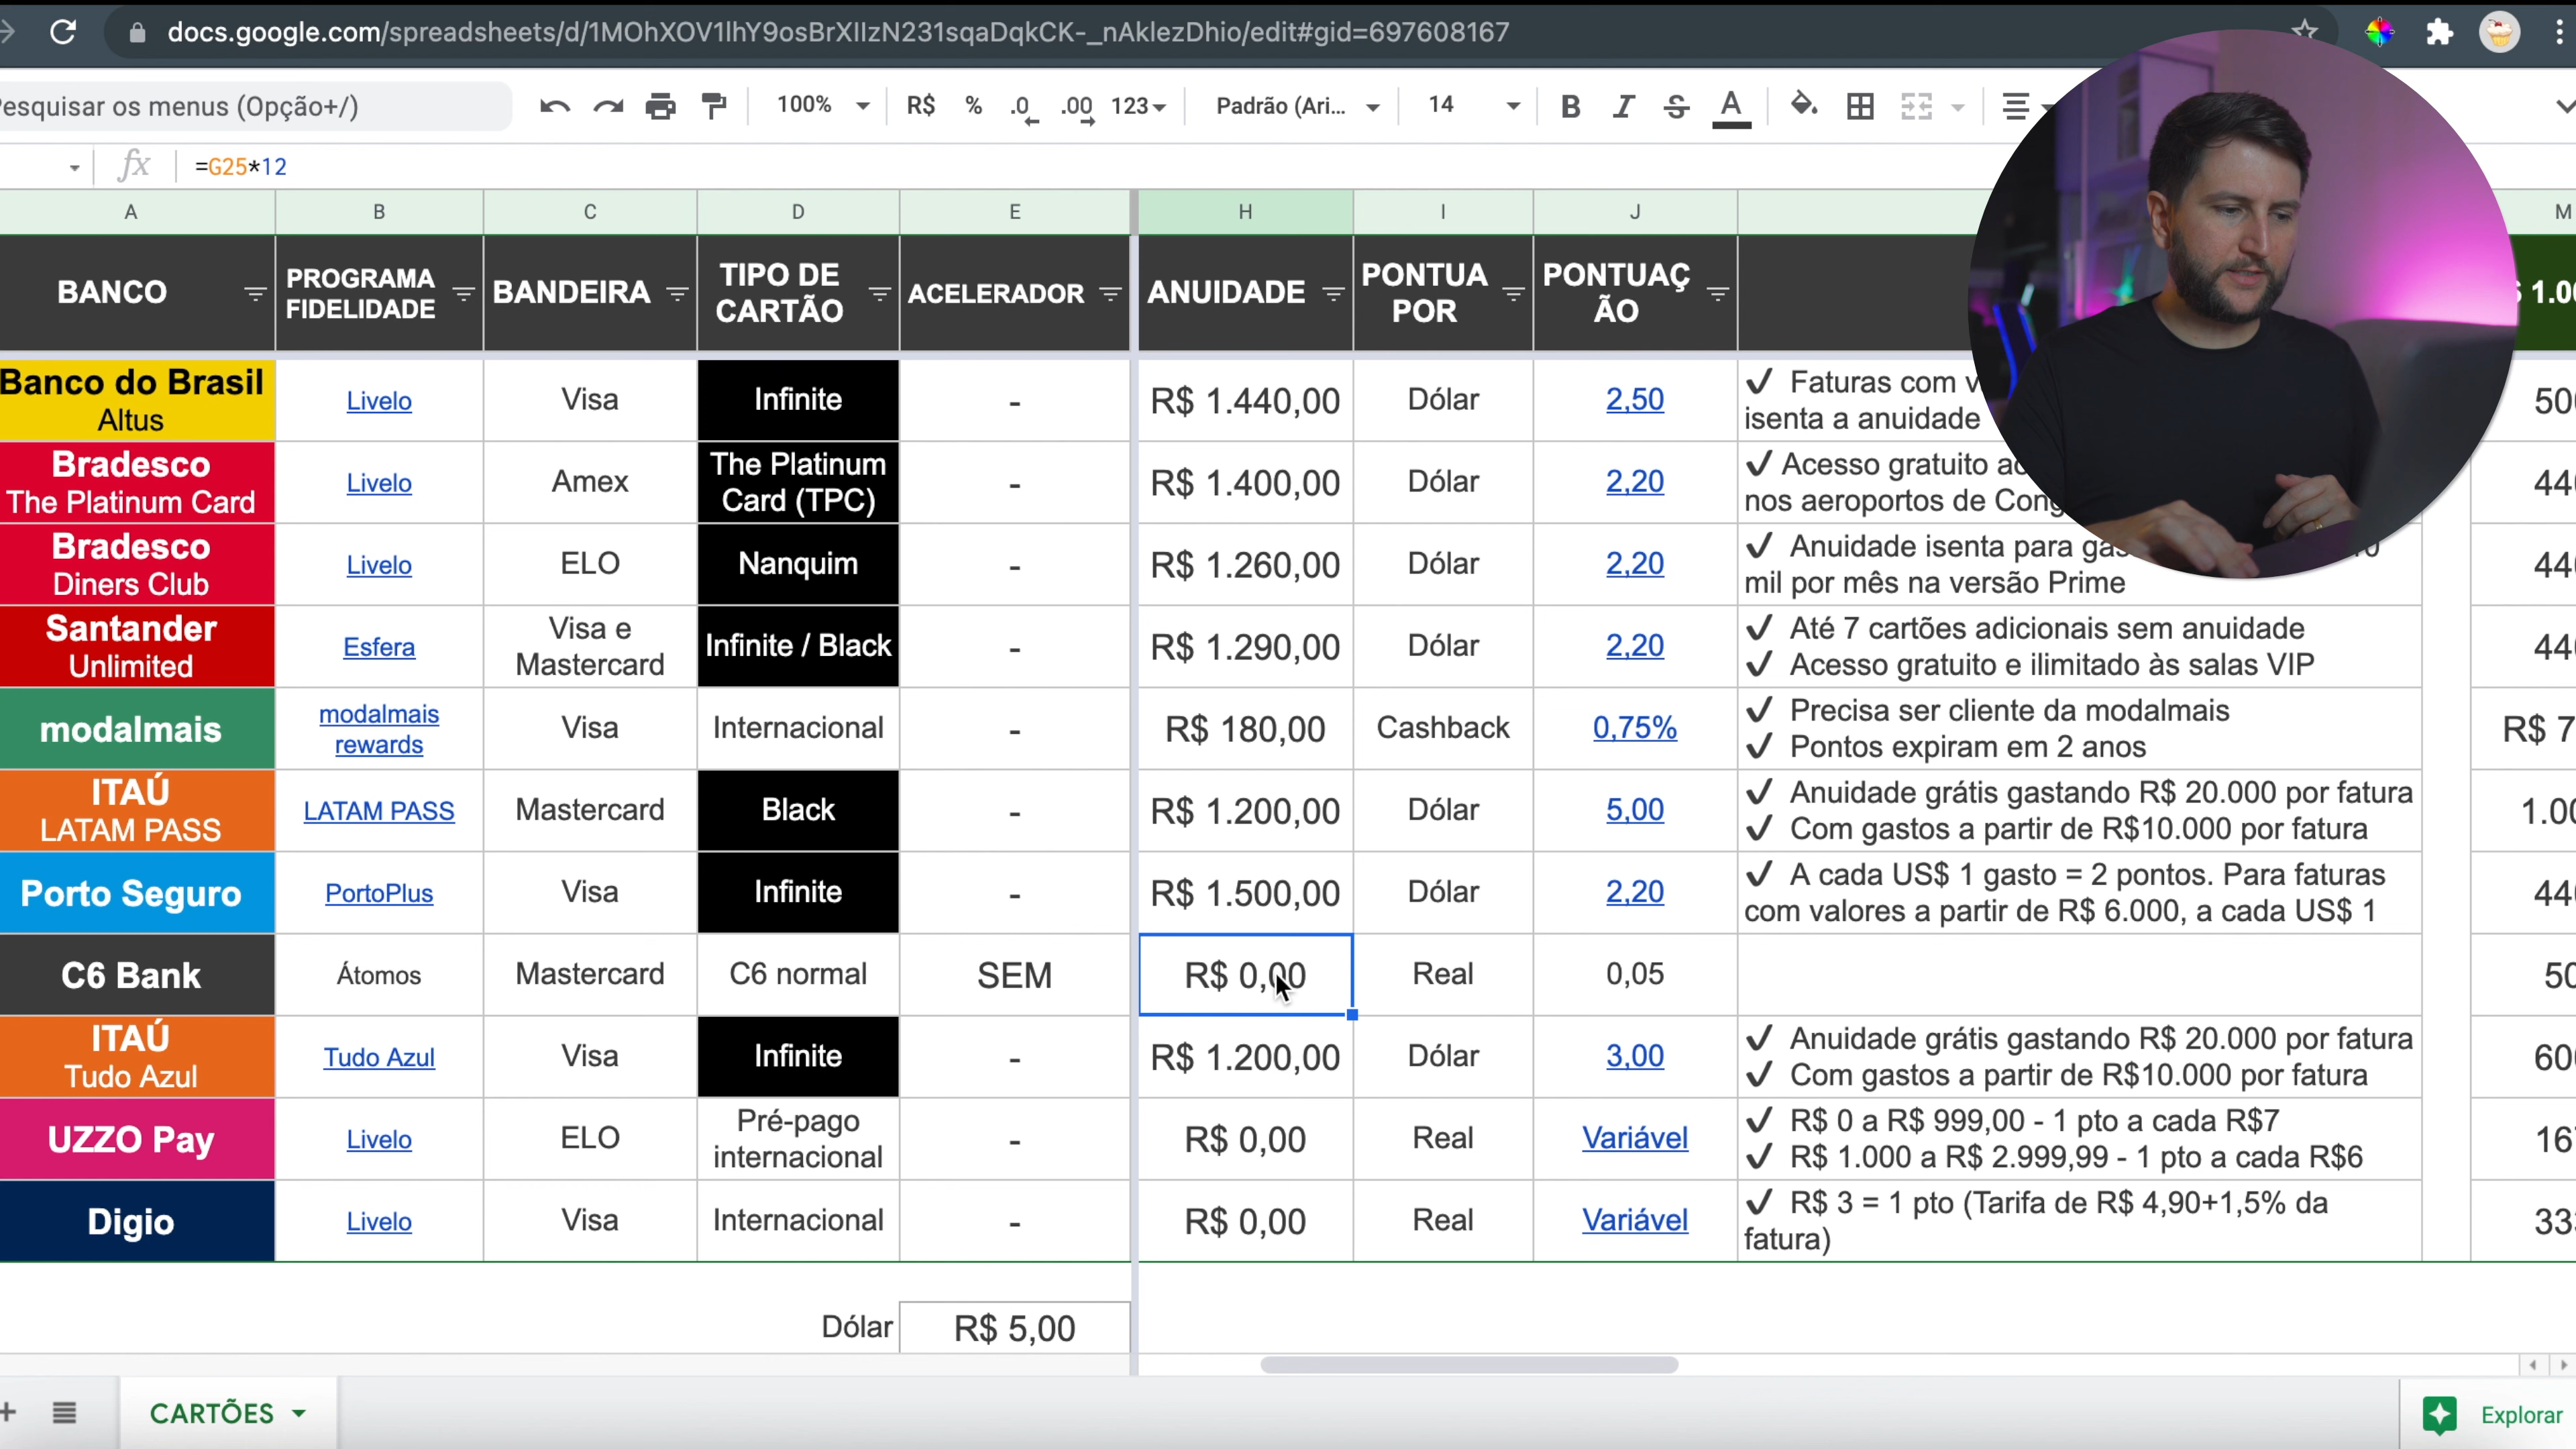 docs.google.com/spreadsheets/d/1MOhXOV1lhY9osBrXIIzN231sqaDqkCK-_nAklezDhio/edit#gid=697608167
esquisar os menus (Opção+/)
100%
R$ % .0 .00 123
Padrão (Ari...
14
B I S A
fx =G25*12
A B C D E H I J M
BANCO
PROGRAMA
FIDELIDADE
BANDEIRA
TIPO DE
CARTÃO
ACELERADOR
ANUIDADE
PONTUA
POR
PONTUAÇ
ÃO
Banco do Brasil
Altus
Livelo
Visa
Infinite
-
R$ 1.440,00
Dólar
2,50
✓ Faturas com
isenta a anuidade
Bradesco
The Platinum Card
Livelo
Amex
The Platinum
Card (TPC)
-
R$ 1.400,00
Dólar
2,20
✓ Acesso gratuito
nos aeroportos de
Bradesco
Diners Club
Livelo
ELO
Nanquim
-
R$ 1.260,00
Dólar
2,20
✓ Anuidade isenta para
mil por mês na versão Prime
Santander
Unlimited
Esfera
Visa e
Mastercard
Infinite / Black
-
R$ 1.290,00
Dólar
2,20
✓ Até 7 cartões adicionais sem anuidade
✓ Acesso gratuito e ilimitado às salas VIP
modalmais
modalmais
rewards
Visa
Internacional
-
R$ 180,00
Cashback
0,75%
✓ Precisa ser cliente da modalmais
✓ Pontos expiram em 2 anos
R$ 7
ITAÚ
LATAM PASS
LATAM PASS
Mastercard
Black
-
R$ 1.200,00
Dólar
5,00
✓ Anuidade grátis gastando R$ 20.000 por fatura
✓ Com gastos a partir de R$10.000 por fatura
Porto Seguro
PortoPlus
Visa
Infinite
-
R$ 1.500,00
Dólar
2,20
✓ A cada US$ 1 gasto = 2 pontos. Para faturas
com valores a partir de R$ 6.000, a cada US$ 1
C6 Bank
Átomos
Mastercard
C6 normal
SEM
R$ 0,00
Real
0,05
ITAÚ
Tudo Azul
Tudo Azul
Visa
Infinite
-
R$ 1.200,00
Dólar
3,00
✓ Anuidade grátis gastando R$ 20.000 por fatura
✓ Com gastos a partir de R$10.000 por fatura
UZZO Pay
Livelo
ELO
Pré-pago
internacional
-
R$ 0,00
Real
Variável
✓ R$ 0 a R$ 999,00 - 1 pto a cada R$7
✓ R$ 1.000 a R$ 2.999,99 - 1 pto a cada R$6
Digio
Livelo
Visa
Internacional
-
R$ 0,00
Real
Variável
✓ R$ 3 = 1 pto (Tarifa de R$ 4,90+1,5% da
fatura)
Dólar
R$ 5,00
CARTÕES
Explorar